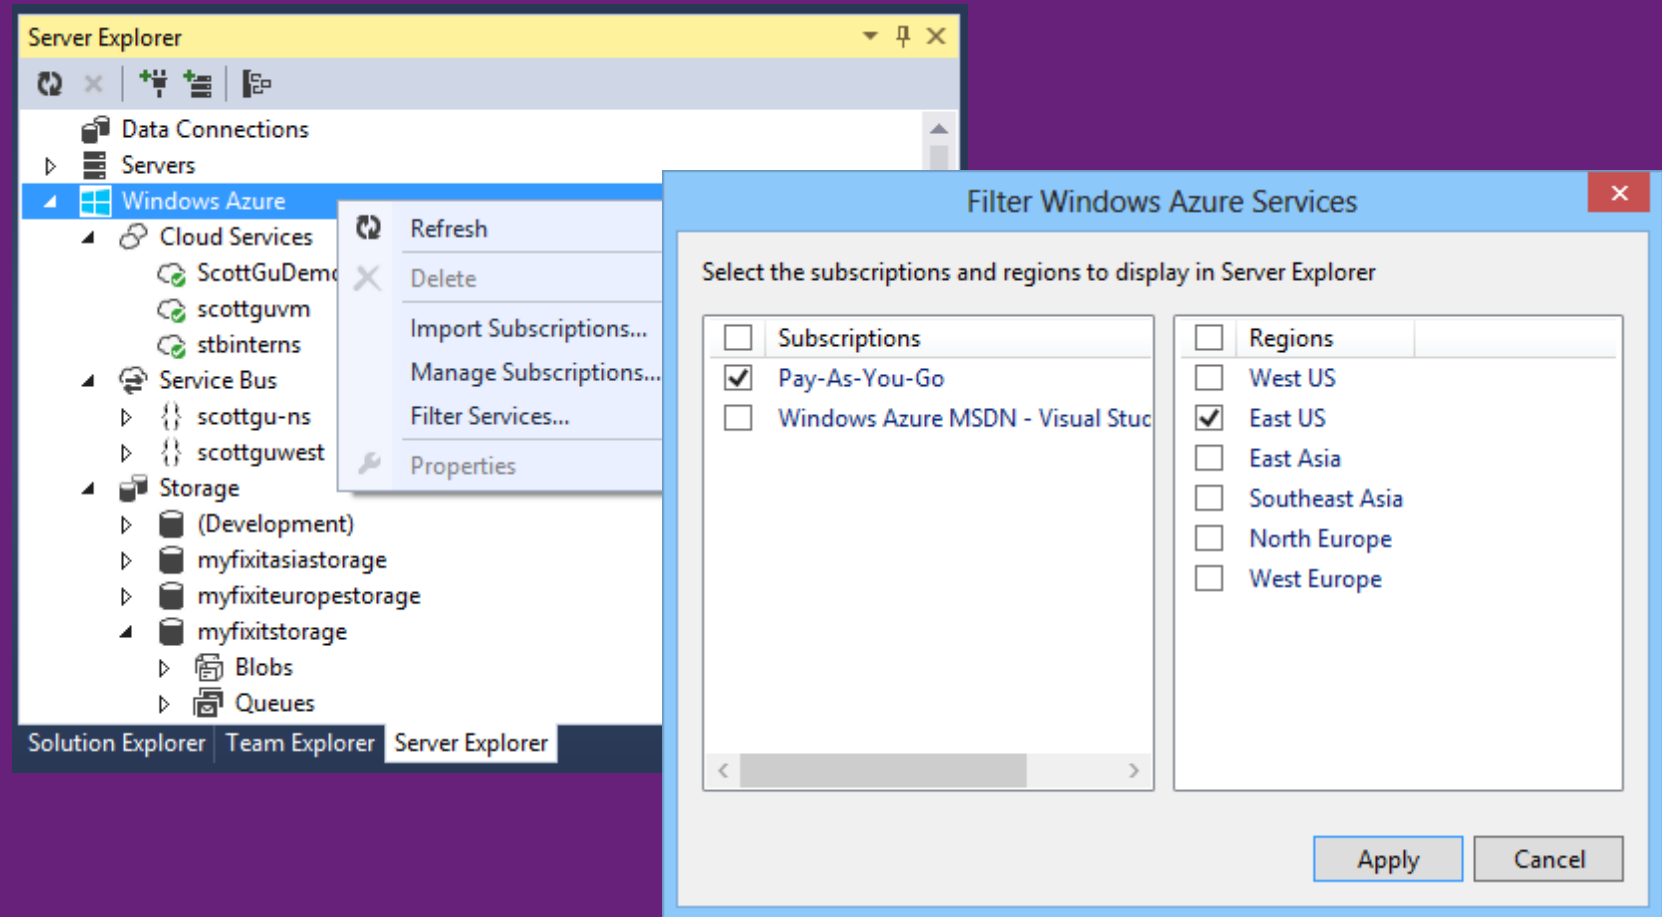 Server Explorer
Data Connections
Servers
Windows Azure
Cloud Services
ScottGuDemo
scottguvm
stbinterns
Service Bus
scottgu-ns
scottguwest
Storage
(Development)
myfixitasiastorage
myfixiteuropestorage
myfixitstorage
Blobs
Queues
Solution Explorer Team Explorer Server Explorer
Refresh
Delete
Import Subscriptions...
Manage Subscriptions...
Filter Services...
Properties
Filter Windows Azure Services
Select the subscriptions and regions to display in Server Explorer
Subscriptions
Pay-As-You-Go
Windows Azure MSDN - Visual Stud
Regions
West US
East US
East Asia
Southeast Asia
North Europe
West Europe
Apply Cancel